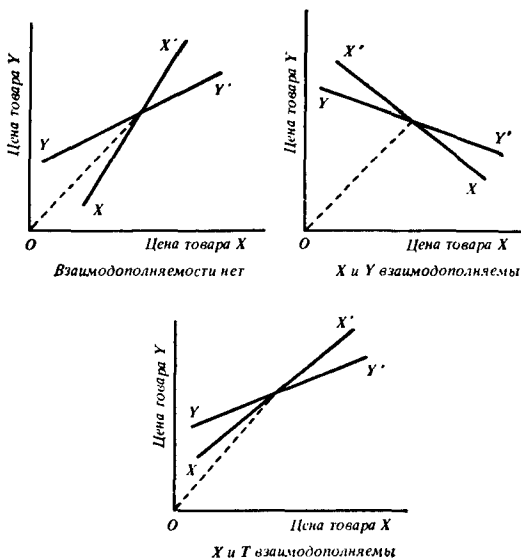 X'
Y'
Y
X
Цена товара Y
O
Цена товара X
Взаимодополняемости нет
X"
Y
Y"
X
Цена товара Y
O
Цена товара X
X и Y взаимодополняемы
X'
Y'
Y
X
Цена товара Y
O
Цена товара X
X и T взаимодополняемы